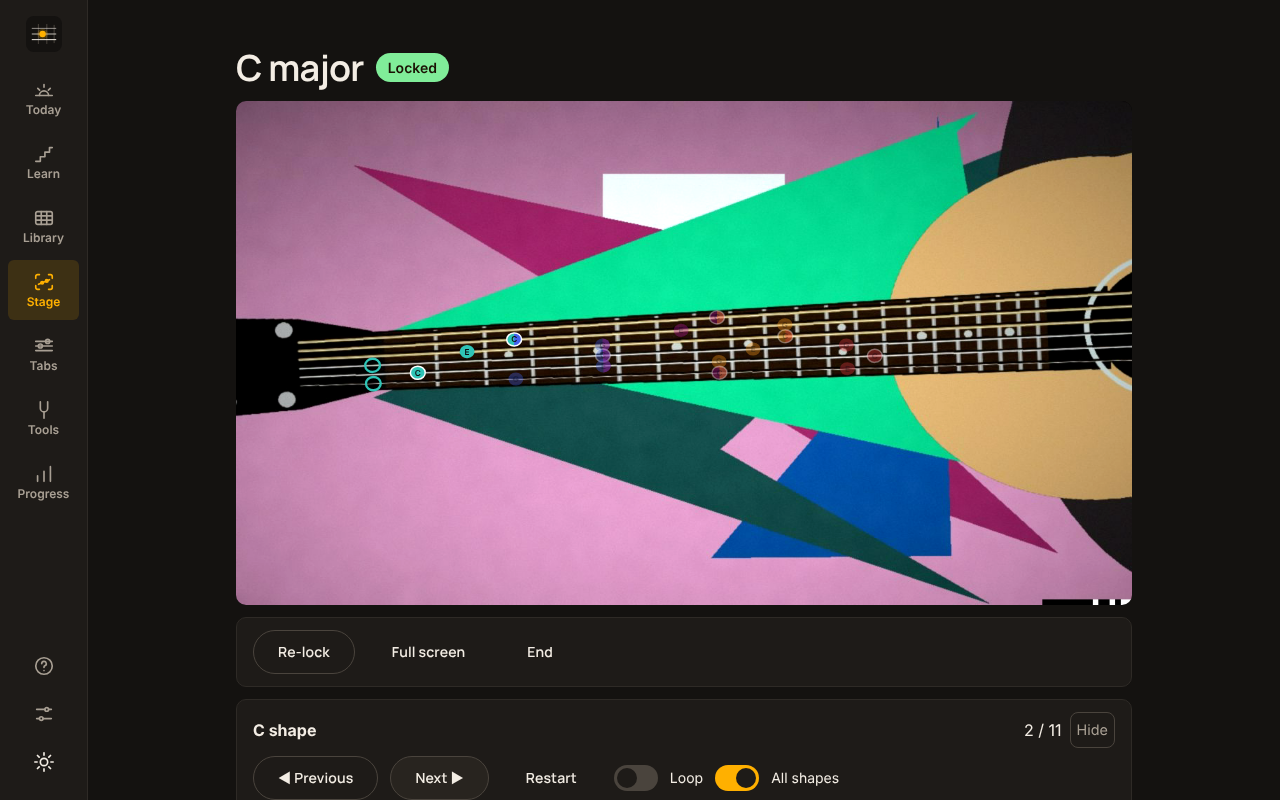 C major Locked
Today
Learn
Library
Stage
Tabs
Tools
Progress
C
E
C
Re-lock Full screen End
C shape 2 / 11 Hide
◀ Previous Next ▶ Restart Loop All shapes